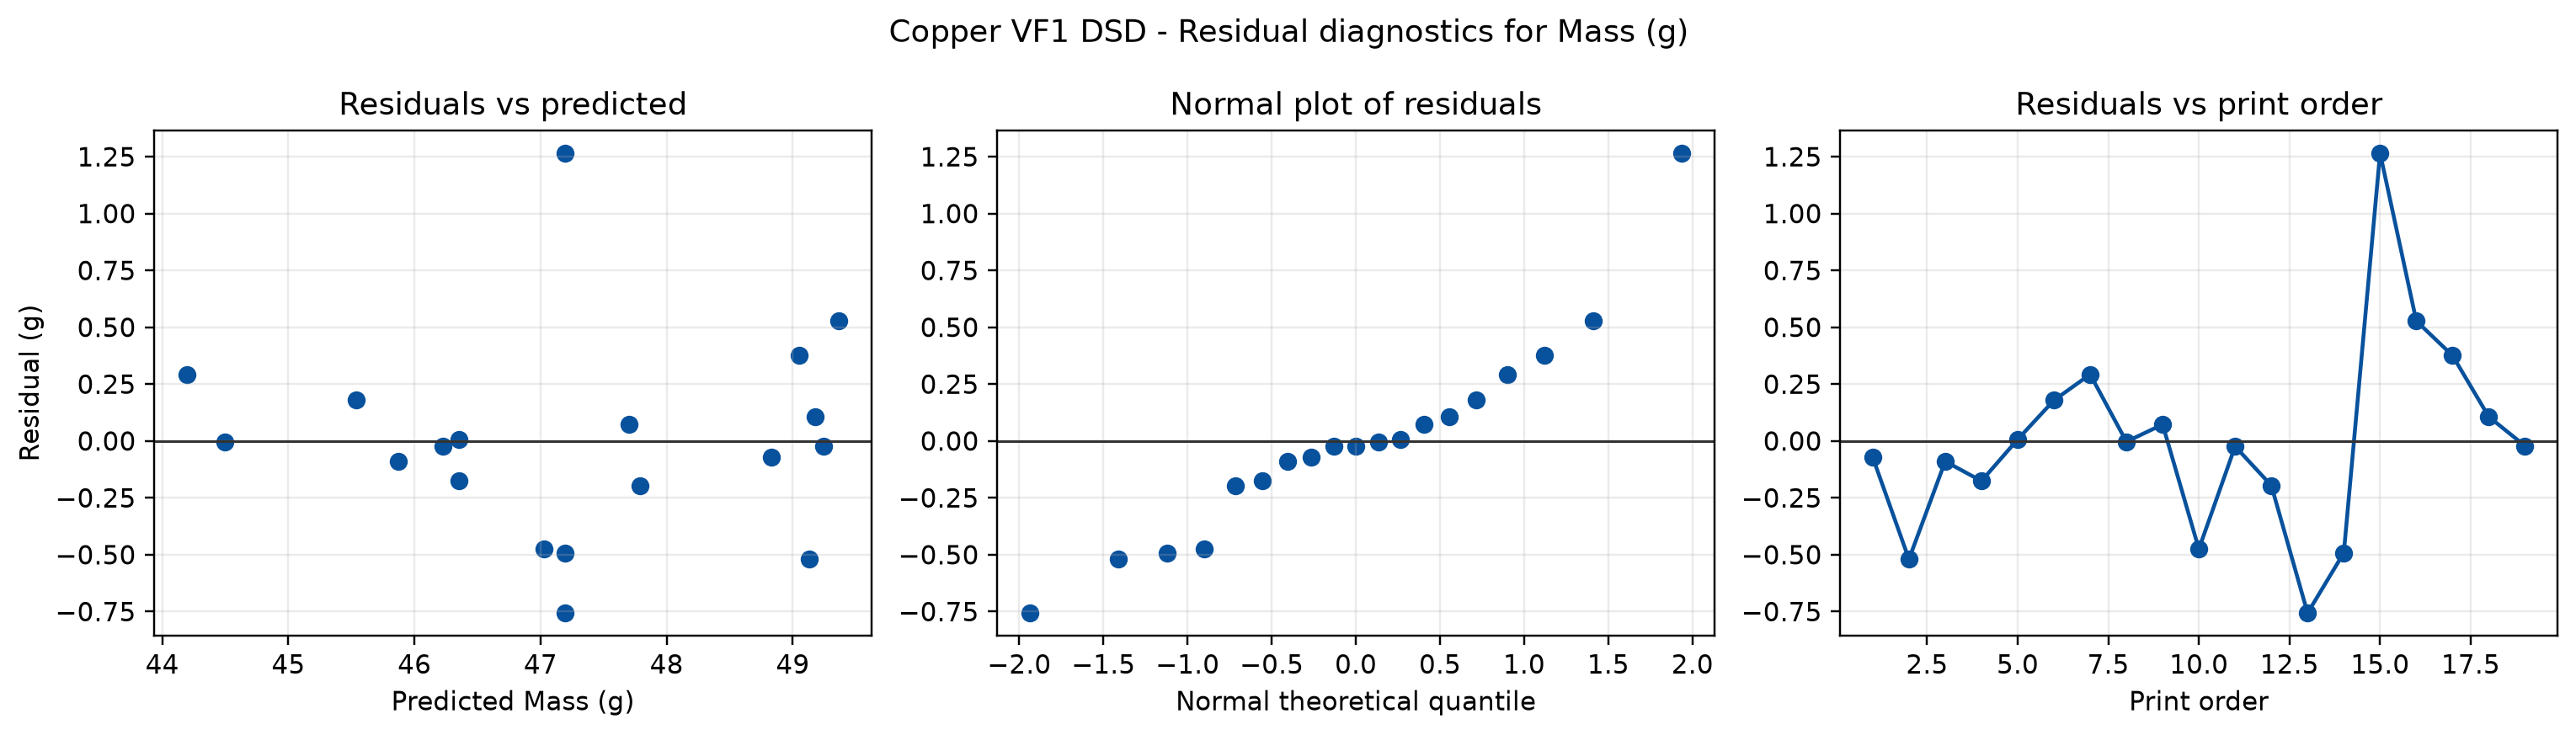 Copper VF1 DSD - Residual diagnostics for Mass (g)
Residuals vs predicted
Residual (g)
1.25
1.00
0.75
0.50
0.25
0.00
−0.25
−0.50
−0.75
44 45 46 47 48 49
Predicted Mass (g)
Normal plot of residuals
1.25
1.00
0.75
0.50
0.25
0.00
−0.25
−0.50
−0.75
−2.0 −1.5 −1.0 −0.5 0.0 0.5 1.0 1.5 2.0
Normal theoretical quantile
Residuals vs print order
1.25
1.00
0.75
0.50
0.25
0.00
−0.25
−0.50
−0.75
2.5 5.0 7.5 10.0 12.5 15.0 17.5
Print order